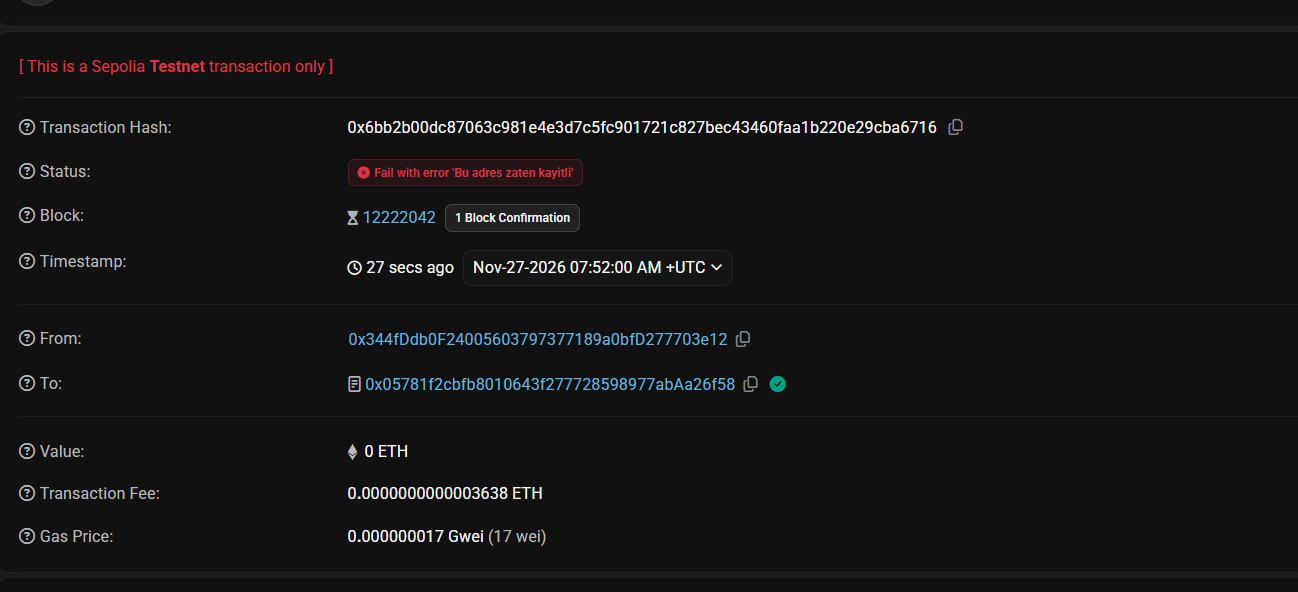 [ This is a Sepolia Testnet transaction only ]
Transaction Hash: 0x6bb2b00dc87063c981e4e3d7c5fc901721c827bec43460faa1b220e29cba6716
Status: Fail with error 'Bu adres zaten kayitli'
Block: 12222042 1 Block Confirmation
Timestamp: 27 secs ago Nov-27-2026 07:52:00 AM +UTC
From: 0x344fDdb0F24005603797377189a0bfD277703e12
To: 0x05781f2cbfb8010643f277728598977abAa26f58
Value: 0 ETH
Transaction Fee: 0.0000000000003638 ETH
Gas Price: 0.000000017 Gwei (17 wei)